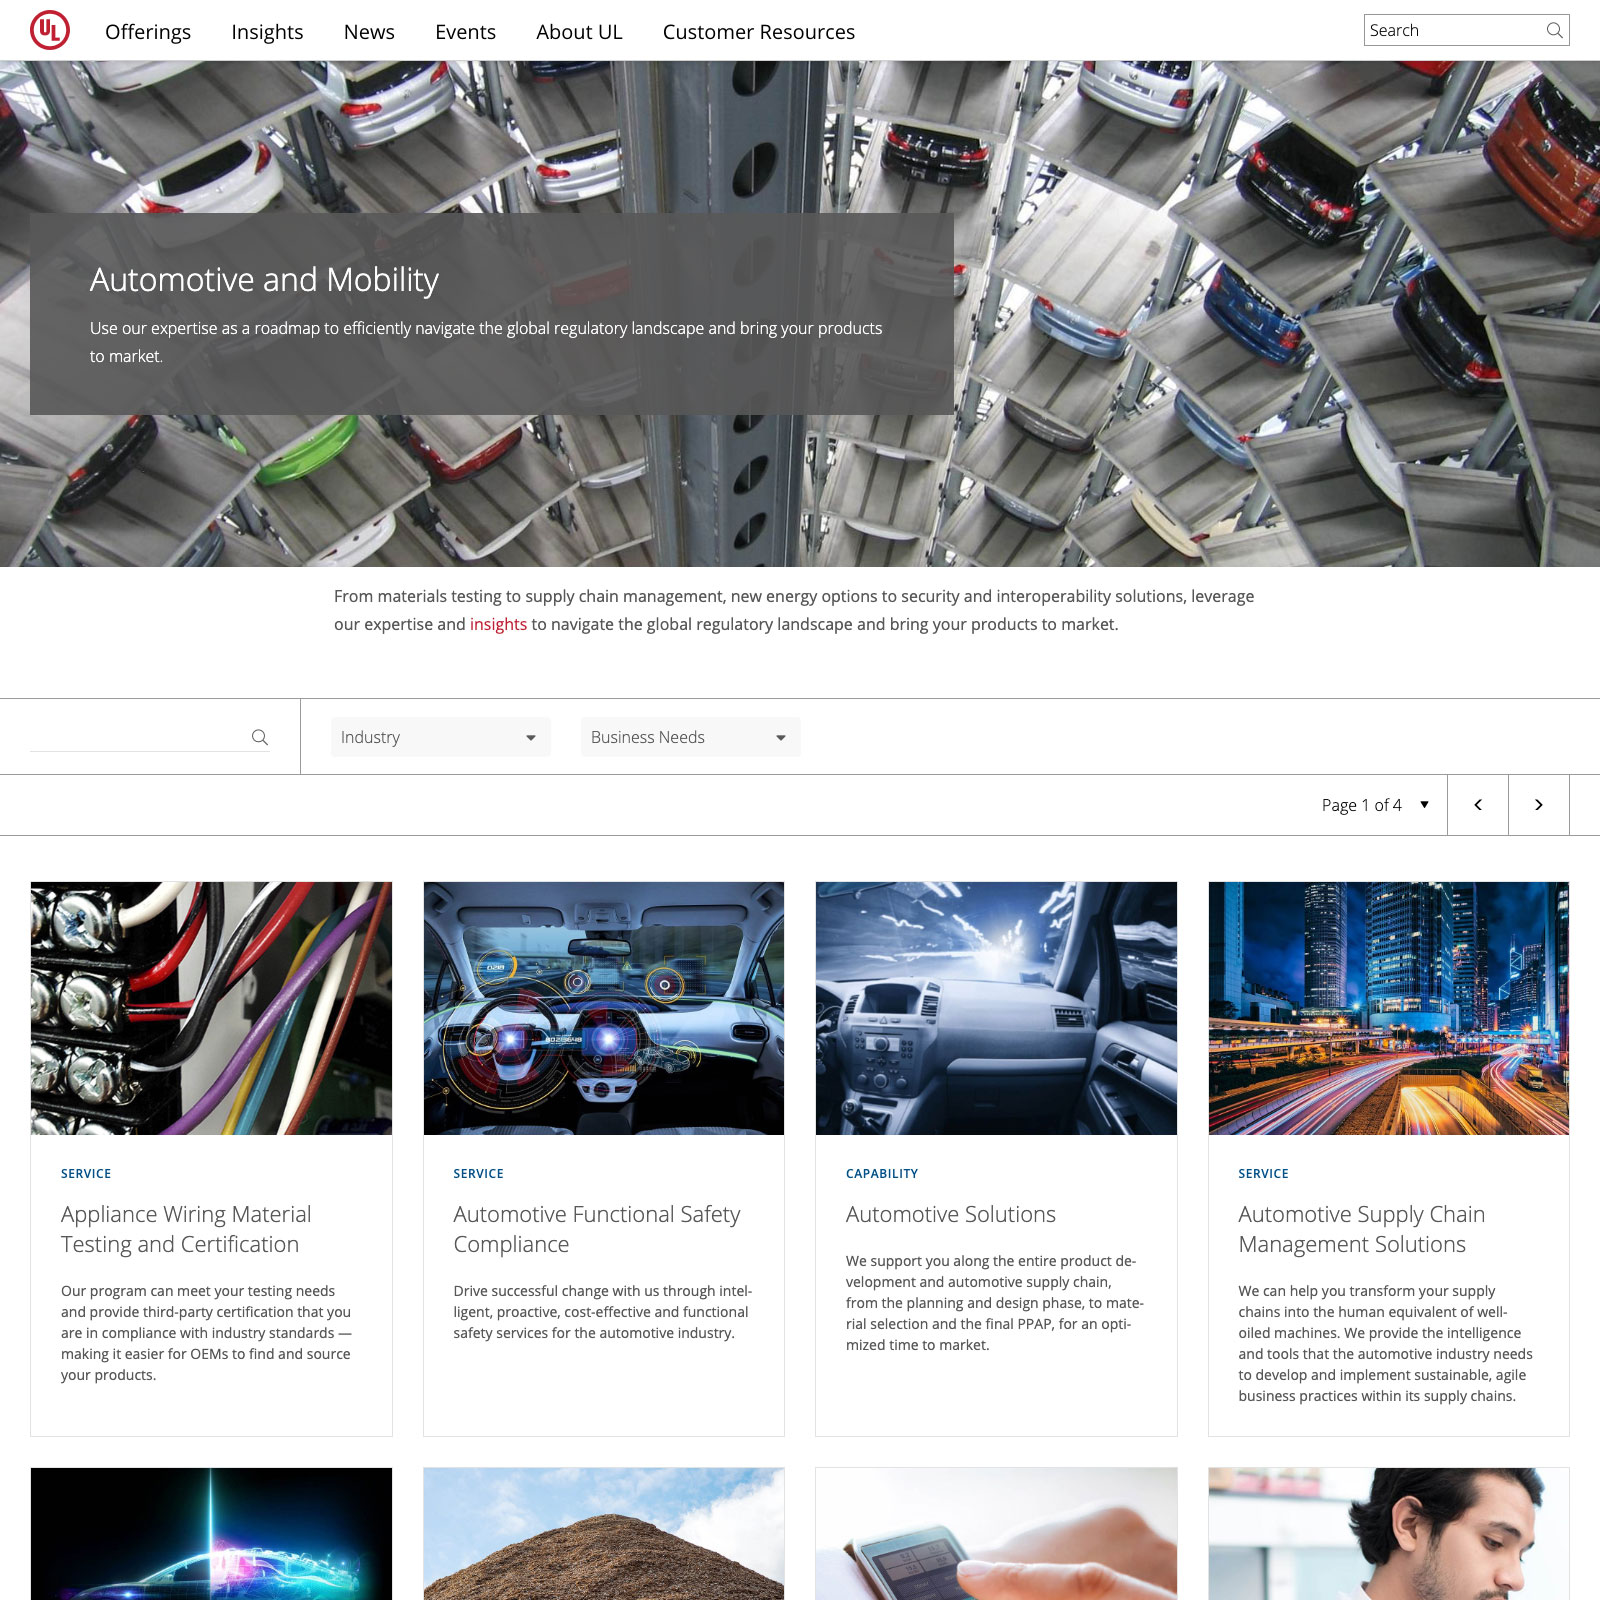 UL
Offerings
Insights
News
Events
About UL
Customer Resources
Search
Automotive and Mobility
Use our expertise as a roadmap to efficiently navigate the global regulatory landscape and bring your products
to market.
From materials testing to supply chain management, new energy options to security and interoperability solutions, leverage
our expertise and insights to navigate the global regulatory landscape and bring your products to market.
Industry
Business Needs
Page 1 of 4
SERVICE
Appliance Wiring Material
Testing and Certification
Our program can meet your testing needs
and provide third-party certification that you
are in compliance with industry standards —
making it easier for OEMs to find and source
your products.
SERVICE
Automotive Functional Safety
Compliance
Drive successful change with us through intel-
ligent, proactive, cost-effective and functional
safety services for the automotive industry.
CAPABILITY
Automotive Solutions
We support you along the entire product de-
velopment and automotive supply chain,
from the planning and design phase, to mate-
rial selection and the final PPAP, for an opti-
mized time to market.
SERVICE
Automotive Supply Chain
Management Solutions
We can help you transform your supply
chains into the human equivalent of well-
oiled machines. We provide the intelligence
and tools that the automotive industry needs
to develop and implement sustainable, agile
business practices within its supply chains.